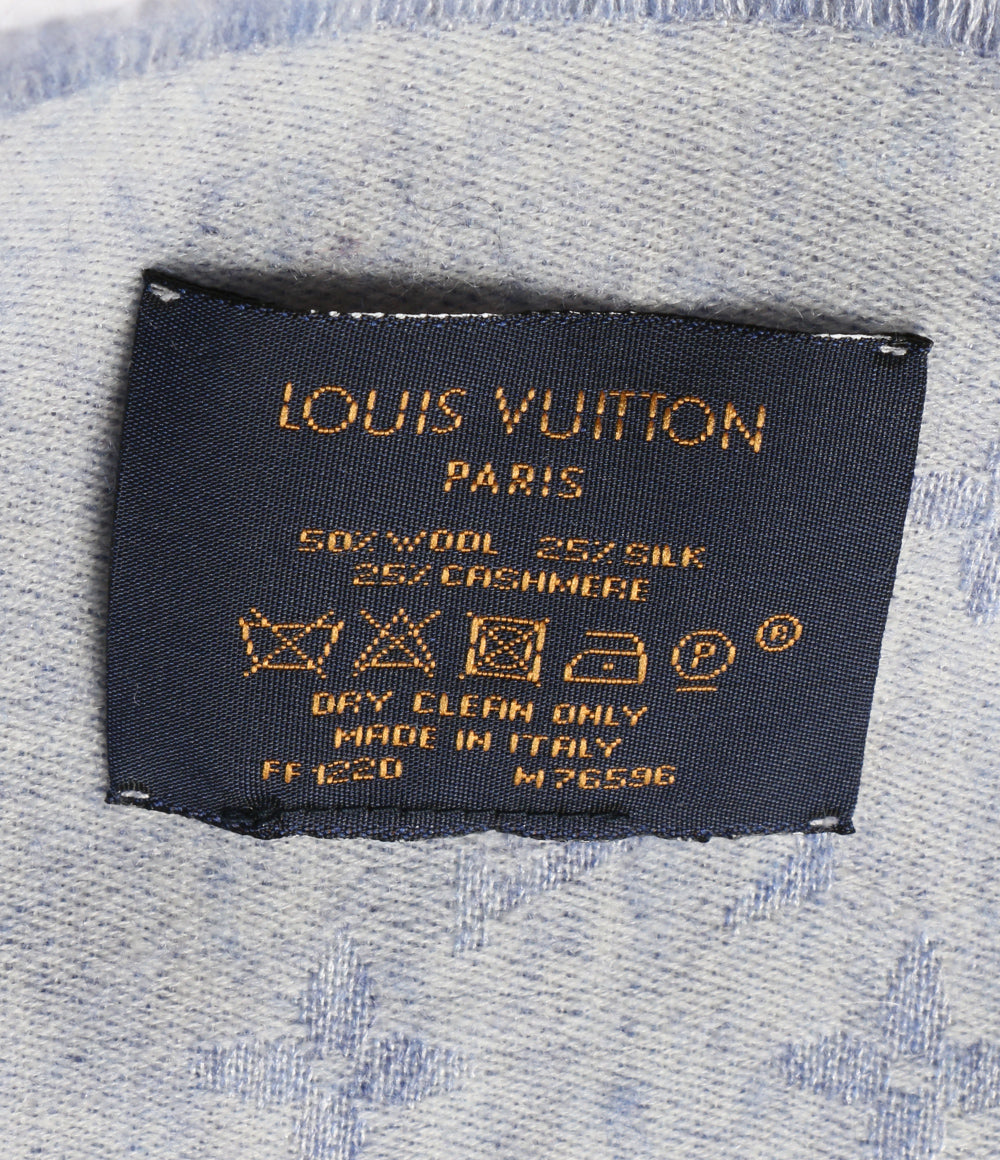 LOUIS VUITTON
PARIS
50% WOOL 25% SILK
25% CASHMERE
P ©
DRY CLEAN ONLY
MADE IN ITALY
FF1220 M76596